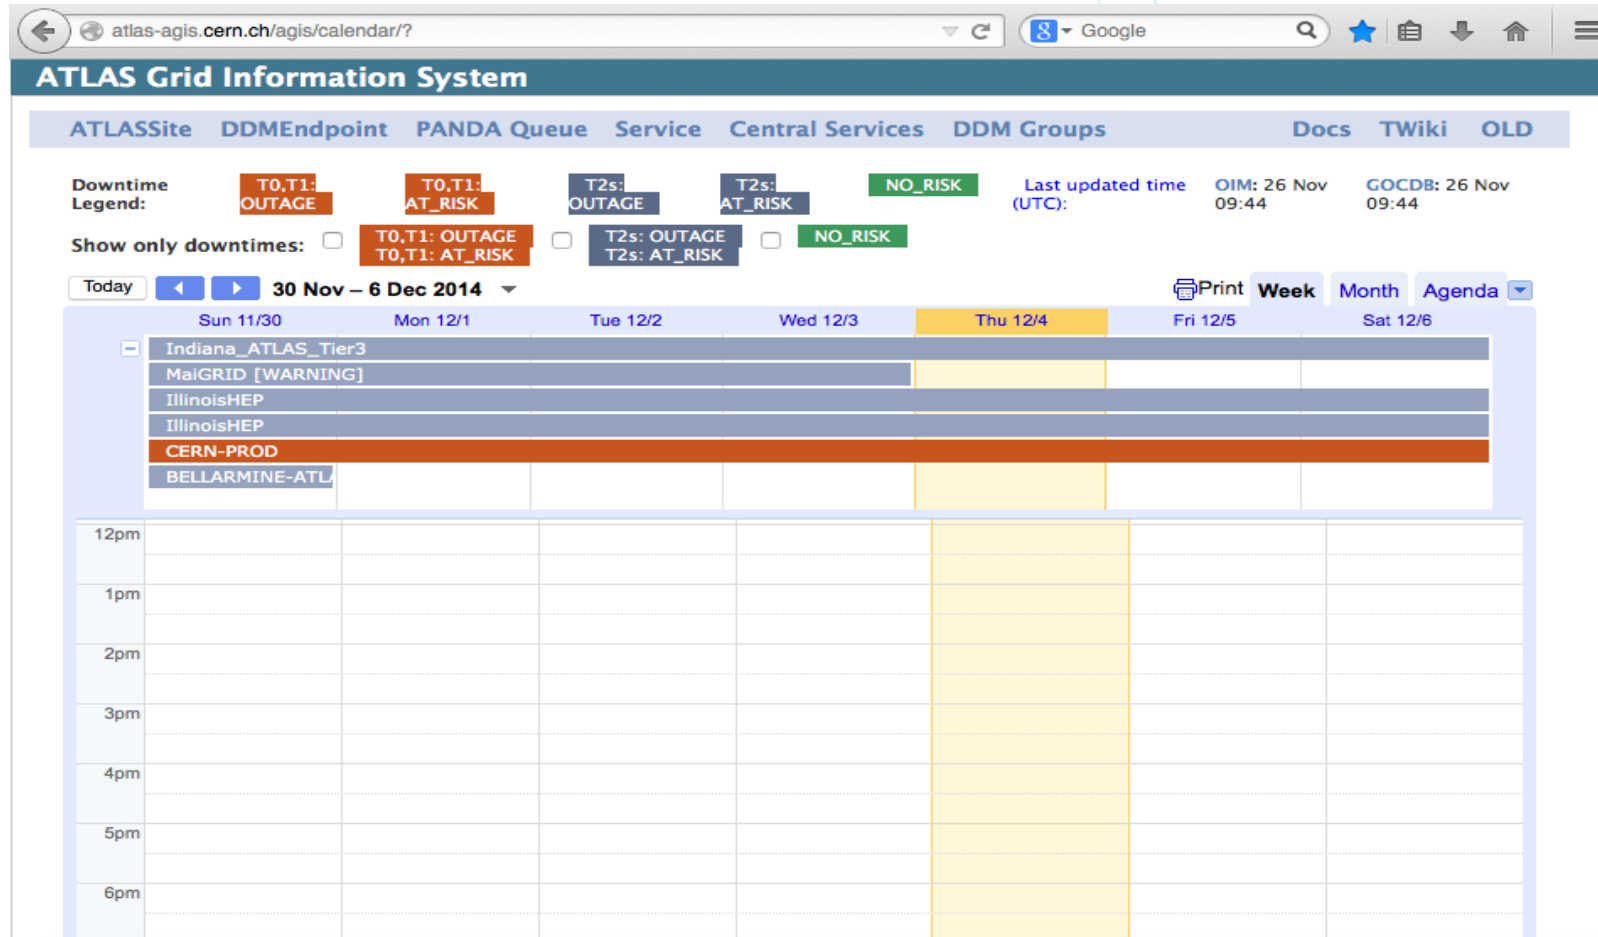 atlas-agis.cern.ch/agis/calendar/?
8 Google
ATLAS Grid Information System
ATLASSite DDMEndpoint PANDA Queue Service Central Services DDM Groups Docs TWiki OLD
Downtime Legend: T0,T1: OUTAGE T0,T1: AT_RISK T2s: OUTAGE T2s: AT_RISK NO_RISK Last updated time (UTC): OIM: 26 Nov 09:44 GOCDB: 26 Nov 09:44
Show only downtimes: T0,T1: OUTAGE T0,T1: AT_RISK T2s: OUTAGE T2s: AT_RISK NO_RISK
Today 30 Nov – 6 Dec 2014 Print Week Month Agenda
Sun 11/30 Mon 12/1 Tue 12/2 Wed 12/3 Thu 12/4 Fri 12/5 Sat 12/6
Indiana_ATLAS_Tier3
MaiGRID [WARNING]
IllinoisHEP
IllinoisHEP
CERN-PROD
BELLARMINE-ATL
12pm
1pm
2pm
3pm
4pm
5pm
6pm